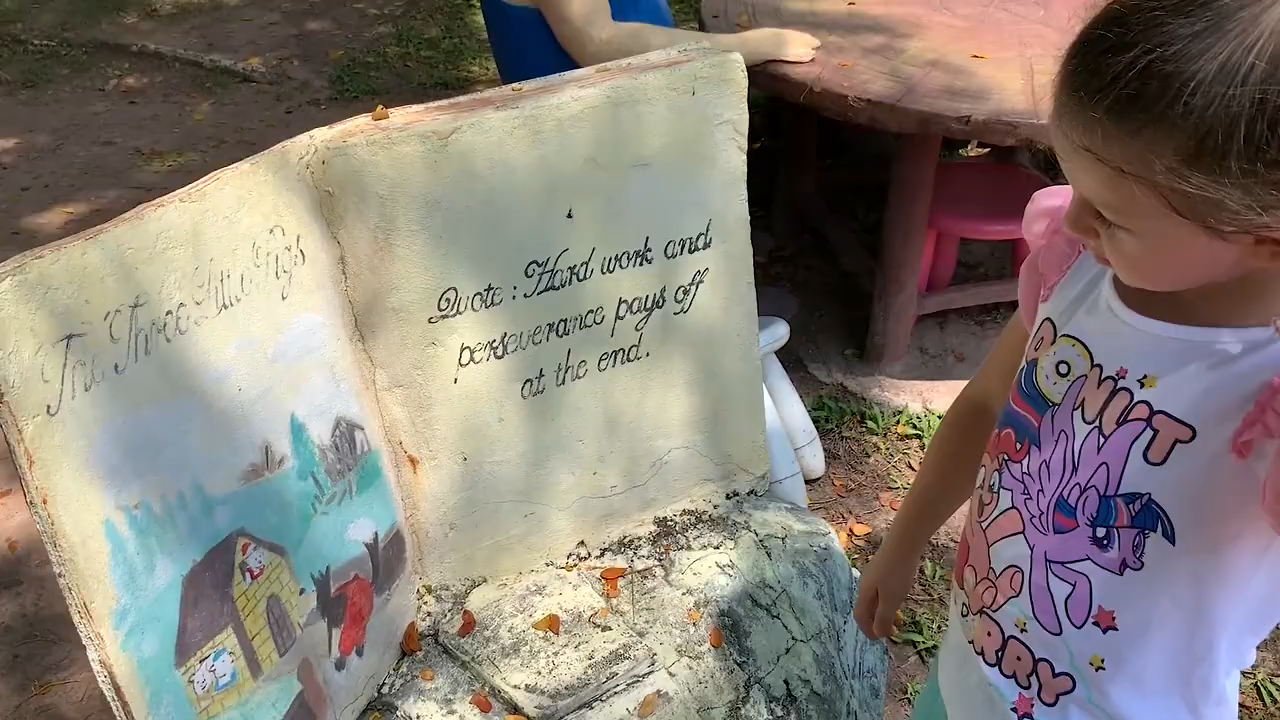 The Three Little Pigs
Quote : Hard work and
perseverance pays off
at the end.
DONUT
WORRY